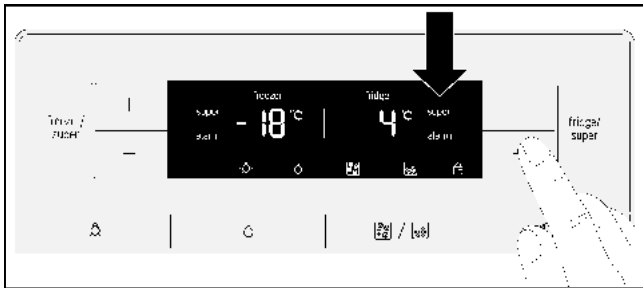 freezer fridge
super -18 °C 4 °C super
alarm alarm
freezer / super
fridge/ super
+
−
/